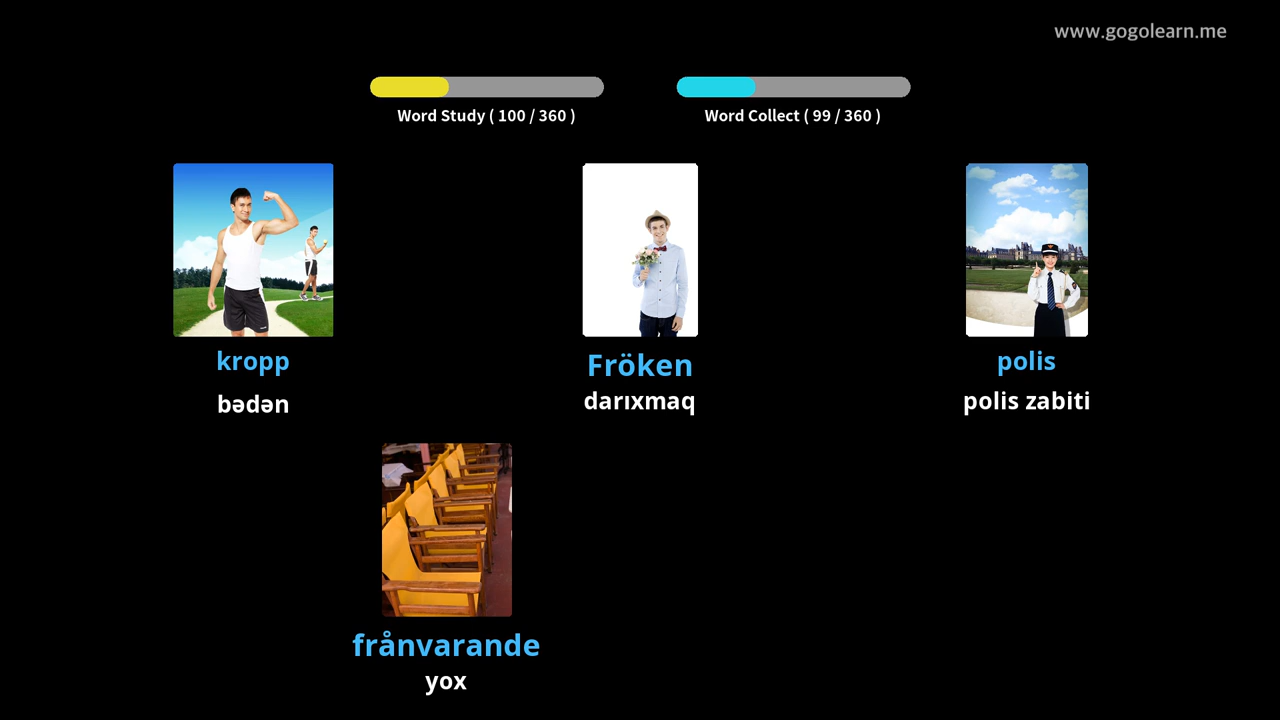 www.gogolearn.me
Word Study ( 100 / 360 )
Word Collect ( 99 / 360 )
kropp
bədən
Fröken
darıxmaq
polis
polis zabiti
frånvarande
yox